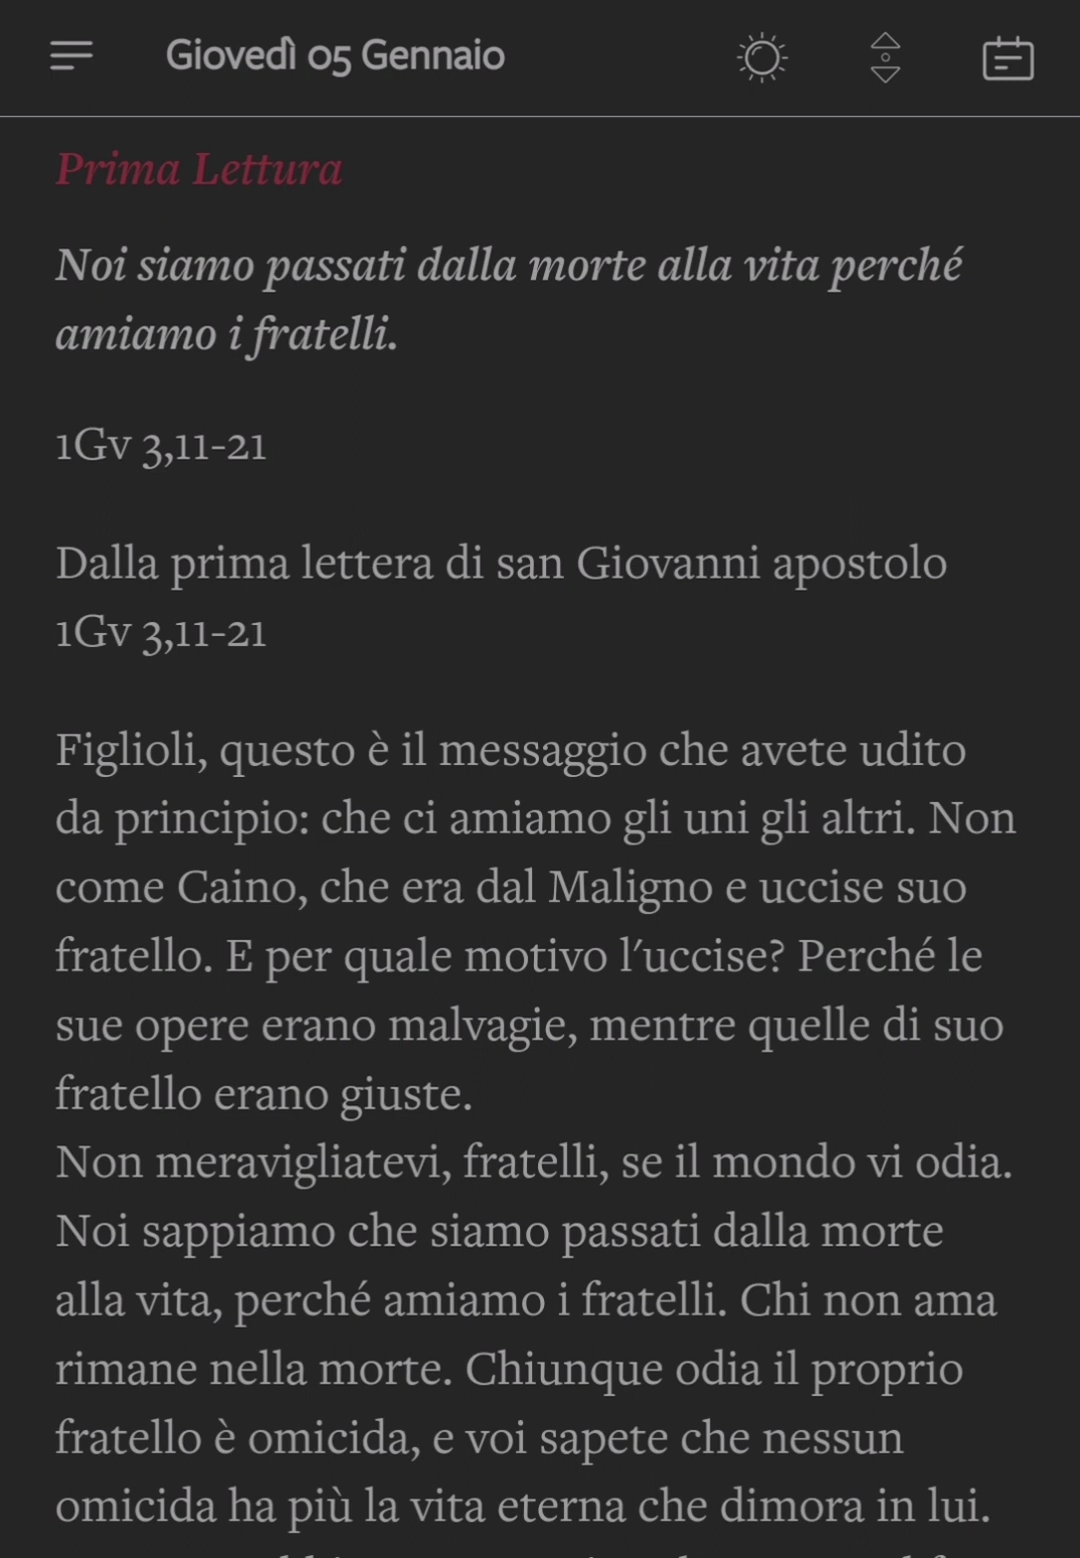 Giovedì 05 Gennaio
Prima Lettura
Noi siamo passati dalla morte alla vita perché
amiamo i fratelli.
1Gv 3,11-21
Dalla prima lettera di san Giovanni apostolo
1Gv 3,11-21
Figlioli, questo è il messaggio che avete udito
da principio: che ci amiamo gli uni gli altri. Non
come Caino, che era dal Maligno e uccise suo
fratello. E per quale motivo l'uccise? Perché le
sue opere erano malvagie, mentre quelle di suo
fratello erano giuste.
Non meravigliatevi, fratelli, se il mondo vi odia.
Noi sappiamo che siamo passati dalla morte
alla vita, perché amiamo i fratelli. Chi non ama
rimane nella morte. Chiunque odia il proprio
fratello è omicida, e voi sapete che nessun
omicida ha più la vita eterna che dimora in lui.